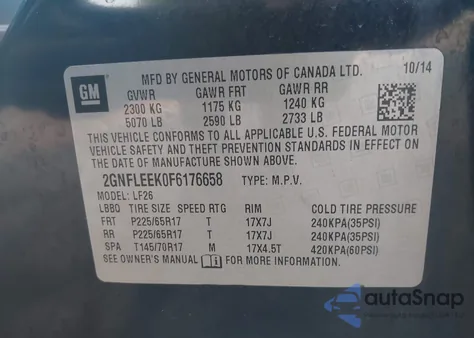 GM
MFD BY GENERAL MOTORS OF CANADA LTD. 10/14
GVWR GAWR FRT GAWR RR
2300 KG 1175 KG 1240 KG
5070 LB 2590 LB 2733 LB
THIS VEHICLE CONFORMS TO ALL APPLICABLE U.S. FEDERAL MOTOR
VEHICLE SAFETY AND THEFT PREVENTION STANDARDS IN EFFECT
ON THE DATE OF MANUFACTURE SHOWN ABOVE.
2GNFLEEK0F6176658 TYPE: M.P.V.
MODEL: LF26
LBBD TIRE SIZE SPEED RTG RIM COLD TIRE PRESSURE
FRT P225/65R17 T 17X7J 240KPA(35PSI)
RR P225/65R17 T 17X7J 240KPA(35PSI)
SPA T145/70R17 M 17X4.5T 420KPA(60PSI)
SEE OWNER'S MANUAL FOR MORE INFORMATION.
autoSnap